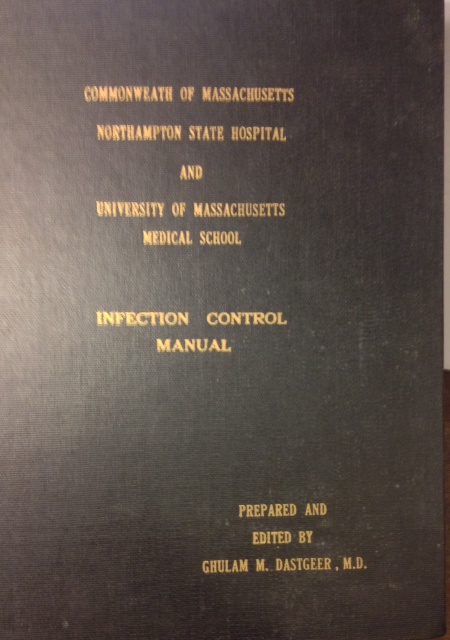 COMMONWEATH OF MASSACHUSETTS
NORTHAMPTON STATE HOSPITAL
AND
UNIVERSITY OF MASSACHUSETTS
MEDICAL SCHOOL
INFECTION CONTROL
MANUAL
PREPARED AND
EDITED BY
GHULAM M. DASTGEER, M.D.